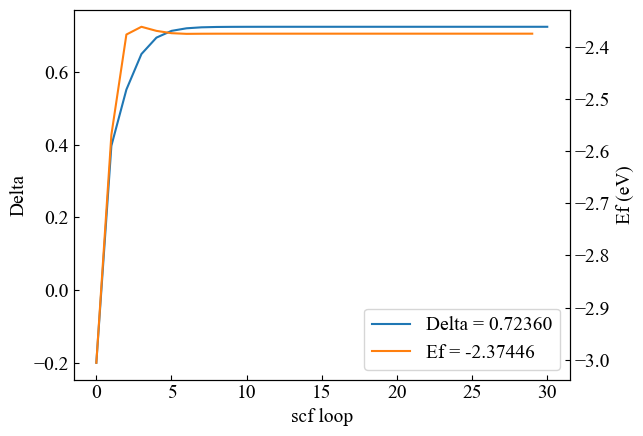 0.6
0.4
0.2
0.0
−0.2
Delta
−2.4
−2.5
−2.6
−2.7
−2.8
−2.9
−3.0
Ef (eV)
Delta = 0.72360
Ef = -2.37446
0 5 10 15 20 25 30
scf loop